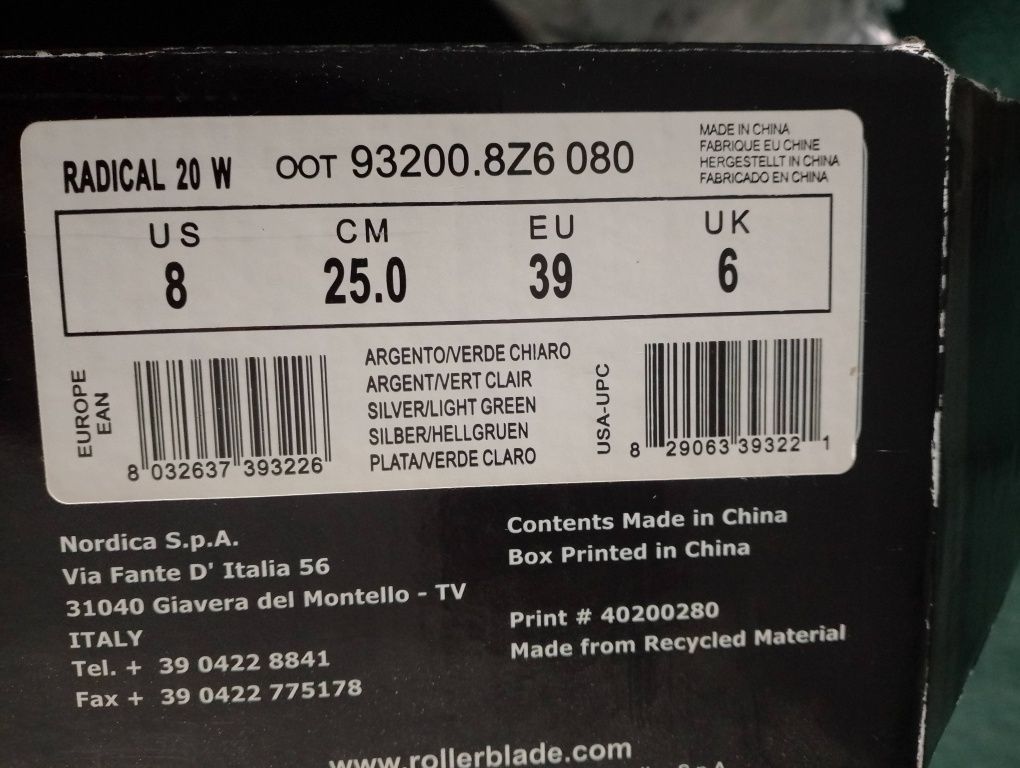 RADICAL 20 W
OOT 93200.8Z6 080
MADE IN CHINA
FABRIQUE EU CHINE
HERGESTELLT IN CHINA
FABRICADO EN CHINA
US CM EU UK
8 25.0 39 6
EUROPE
EAN
8 032637 393226
ARGENTO/VERDE CHIARO
ARGENT/VERT CLAIR
SILVER/LIGHT GREEN
SILBER/HELLGRUEN
PLATA/VERDE CLARO
USA-UPC
8 29063 39322 1
Nordica S.p.A.
Via Fante D' Italia 56
31040 Giavera del Montello - TV
ITALY
Tel. + 39 0422 8841
Fax + 39 0422 775178
Contents Made in China
Box Printed in China
Print # 40200280
Made from Recycled Material
www.rollerblade.com